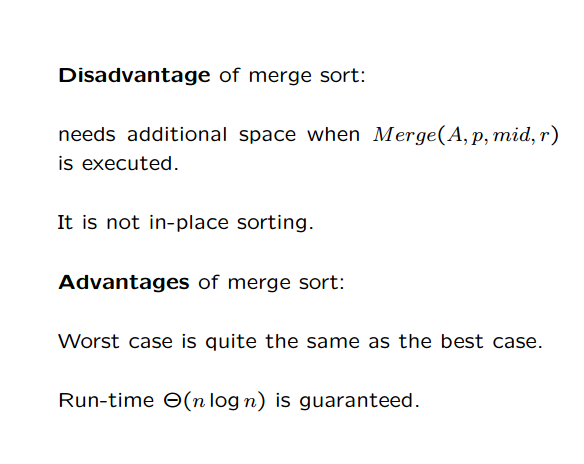 Disadvantage of merge sort:
needs additional space when Merge(A, p, mid, r)
is executed.
It is not in-place sorting.
Advantages of merge sort:
Worst case is quite the same as the best case.
Run-time Θ(n log n) is guaranteed.